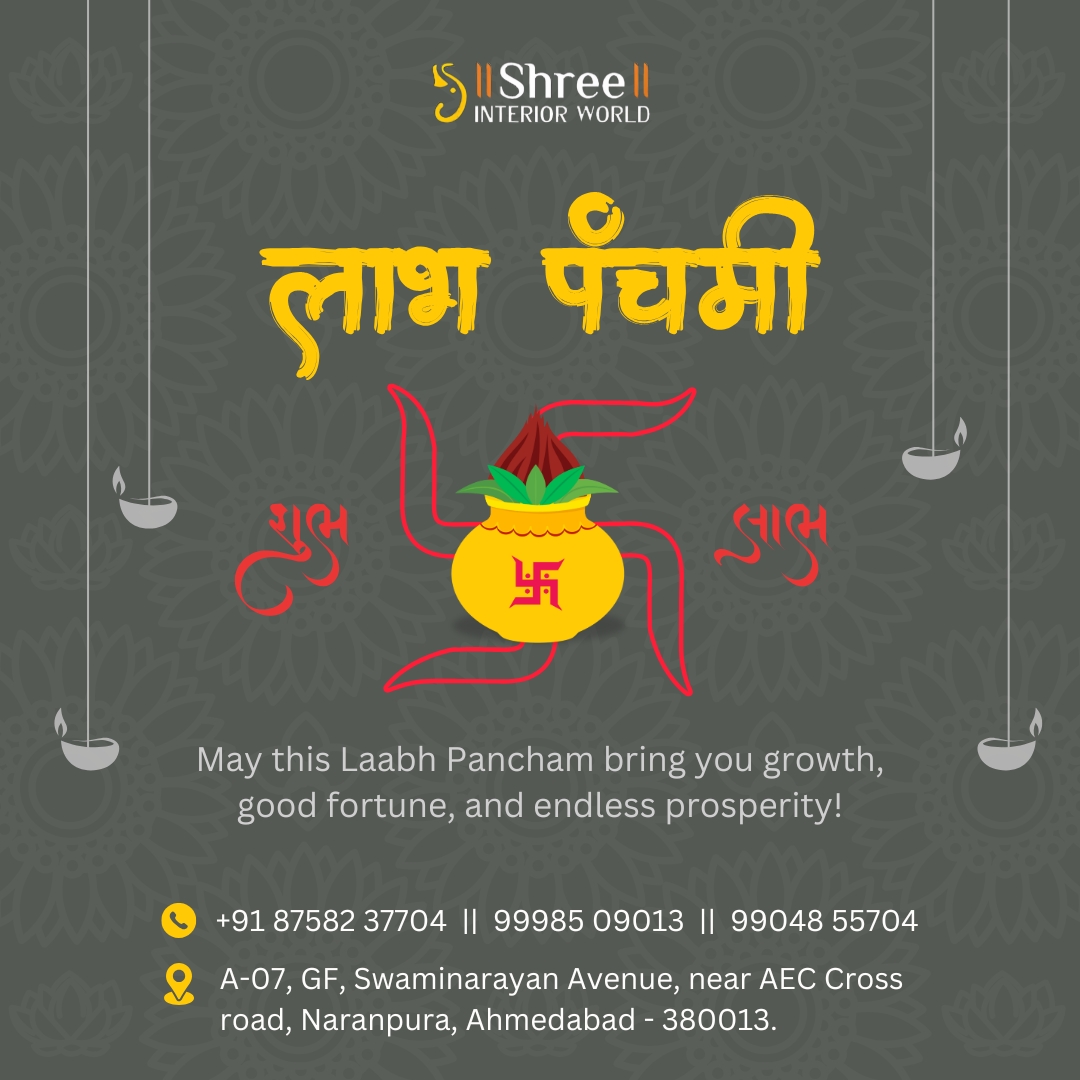 ॥Shree॥
INTERIOR WORLD
लाभ पंचमी
શુભ લાભ
May this Laabh Pancham bring you growth,
good fortune, and endless prosperity!
+91 87582 37704 || 99985 09013 || 99048 55704
A-07, GF, Swaminarayan Avenue, near AEC Cross
road, Naranpura, Ahmedabad - 380013.